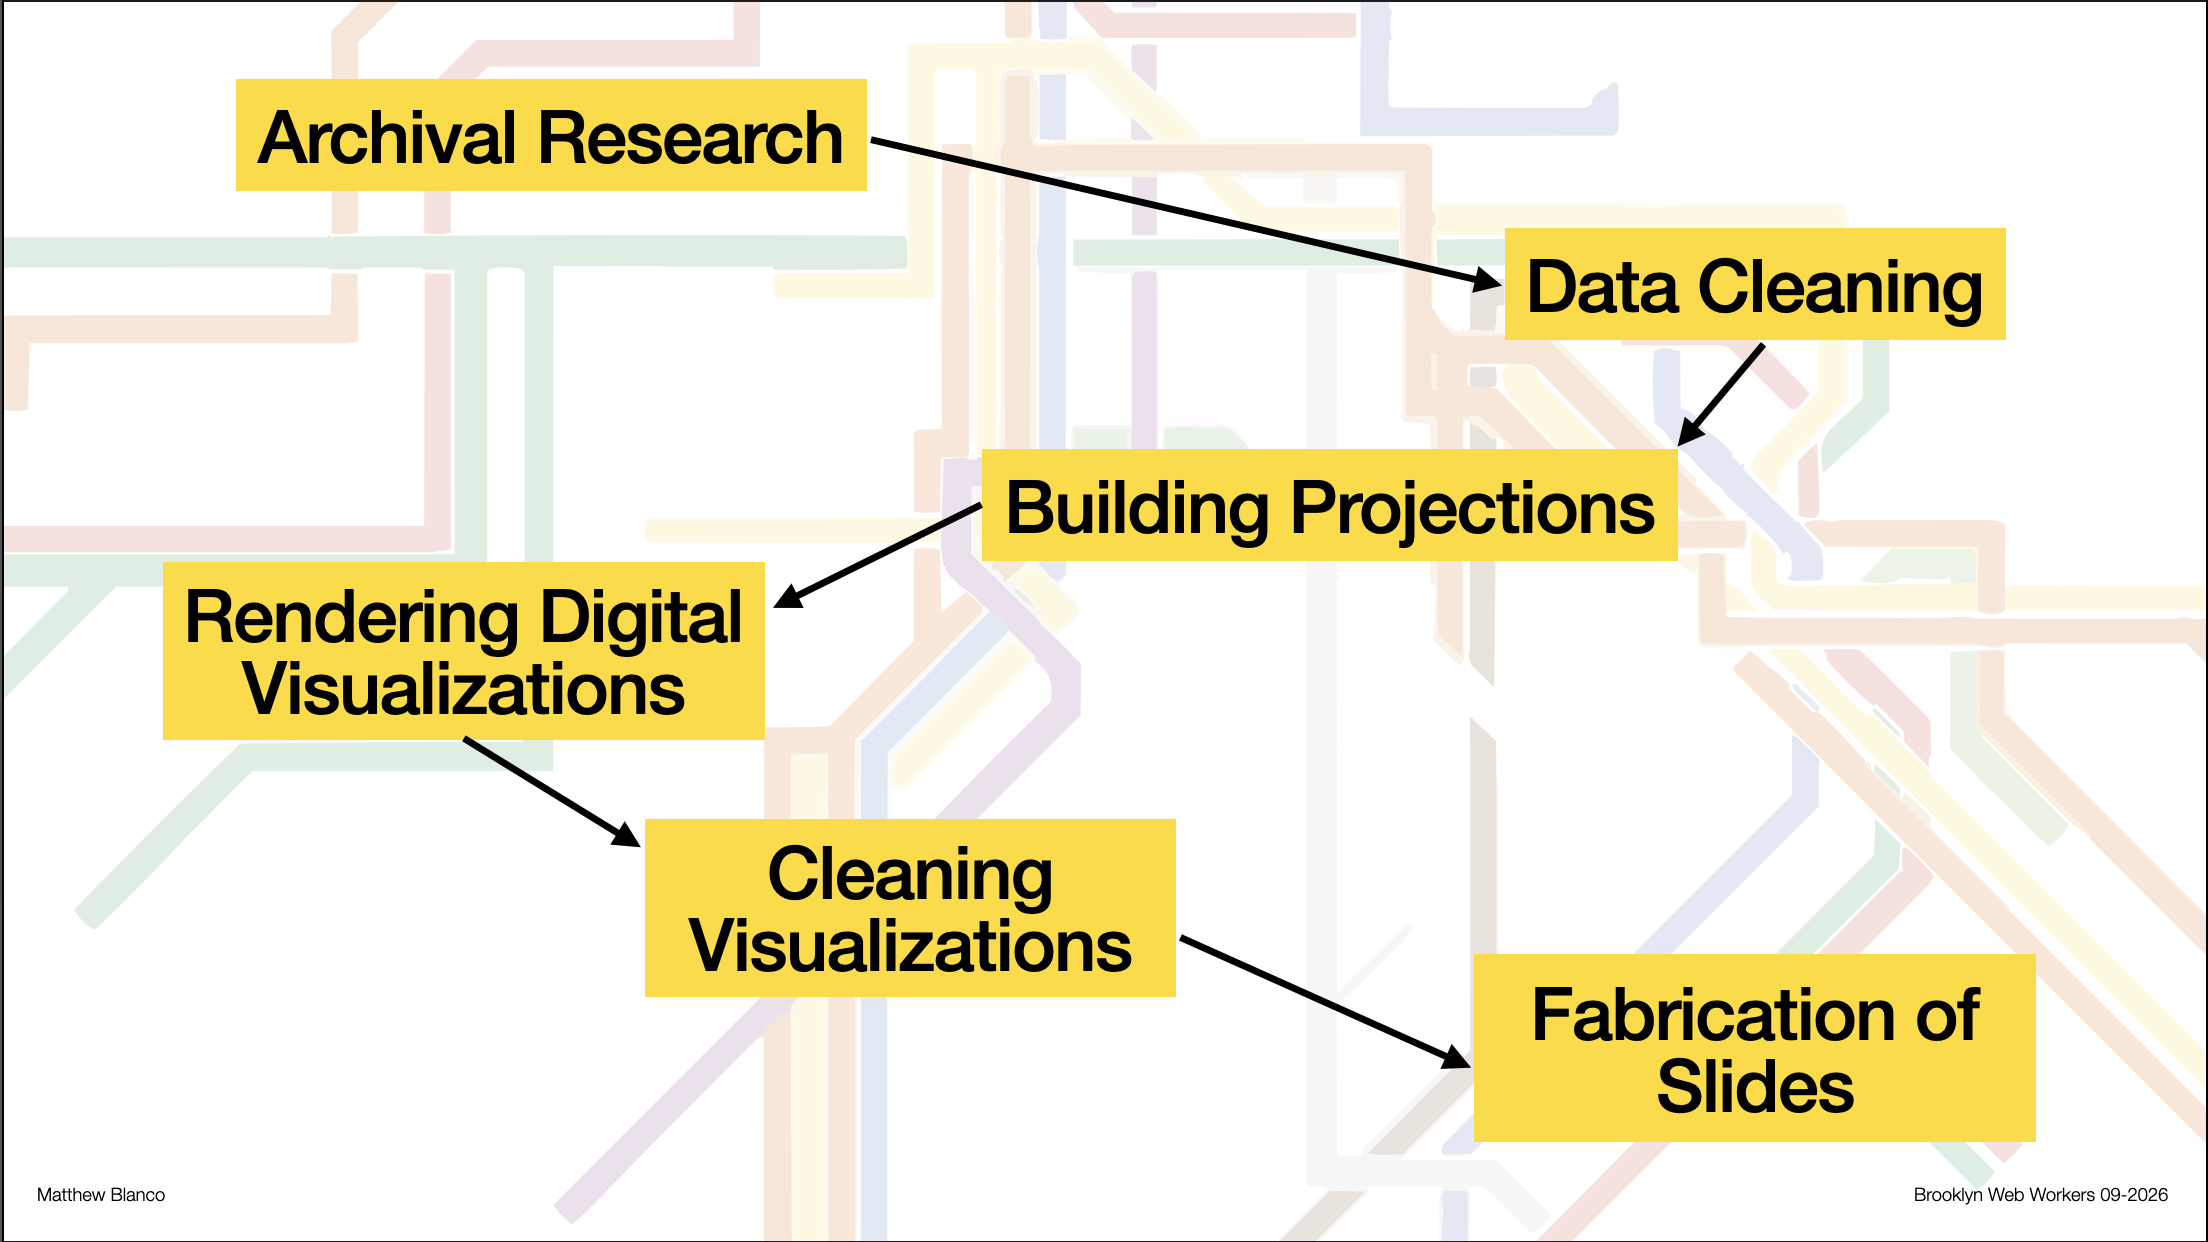 Archival Research
Data Cleaning
Building Projections
Rendering Digital
Visualizations
Cleaning
Visualizations
Fabrication of
Slides
Matthew Blanco
Brooklyn Web Workers 09-2026